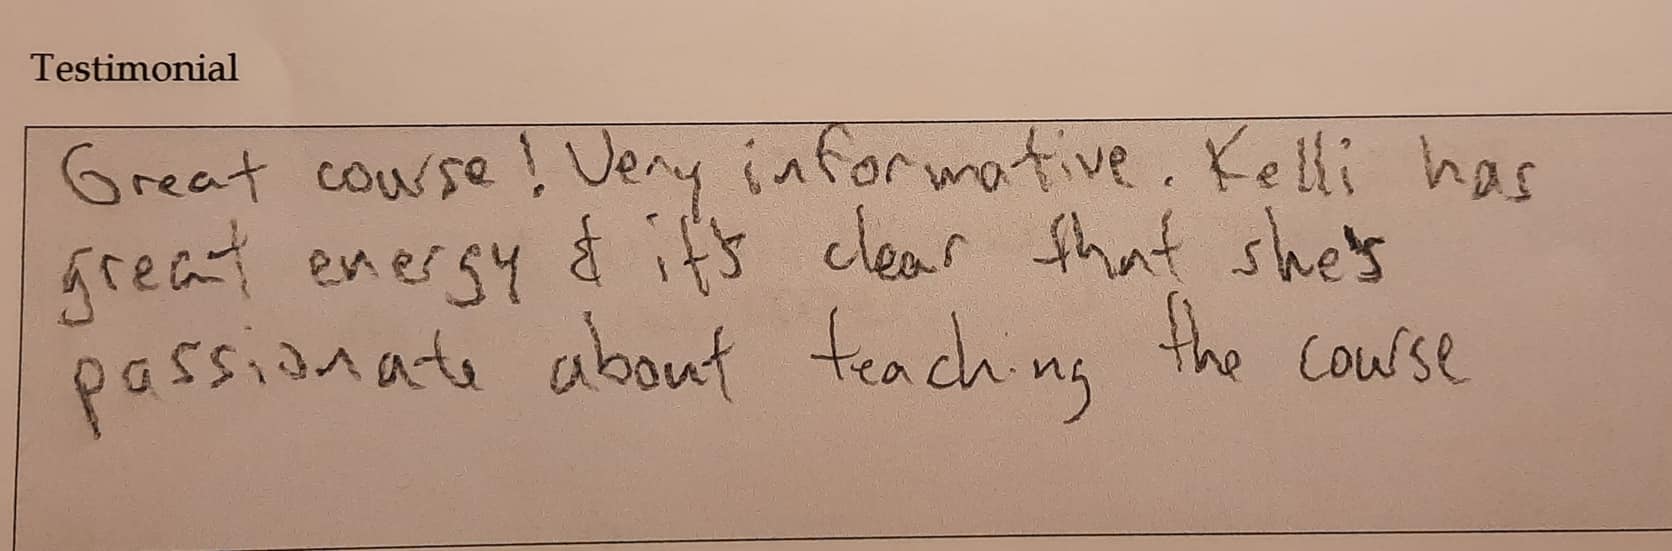 Testimonial
Great course! Very informative. Kelli has
great energy & it's clear that she's
passionate about teaching the course